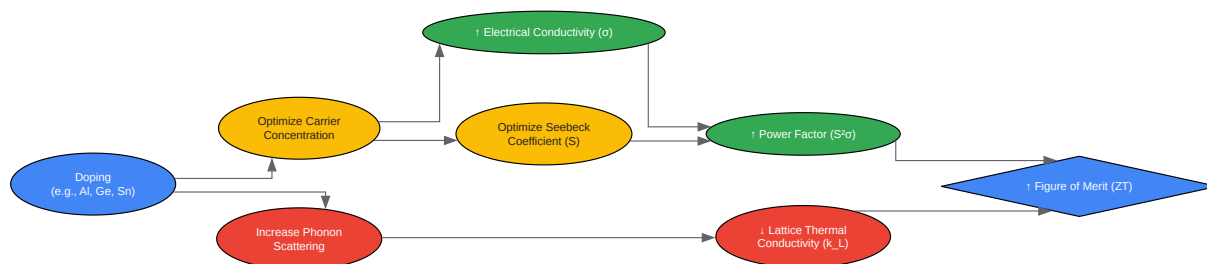 ↑ Electrical Conductivity (σ)
Optimize Carrier
Concentration
Optimize Seebeck
Coefficient (S)
↑ Power Factor (S²σ)
Doping
(e.g., Al, Ge, Sn)
↑ Figure of Merit (ZT)
Increase Phonon
Scattering
↓ Lattice Thermal
Conductivity (k_L)